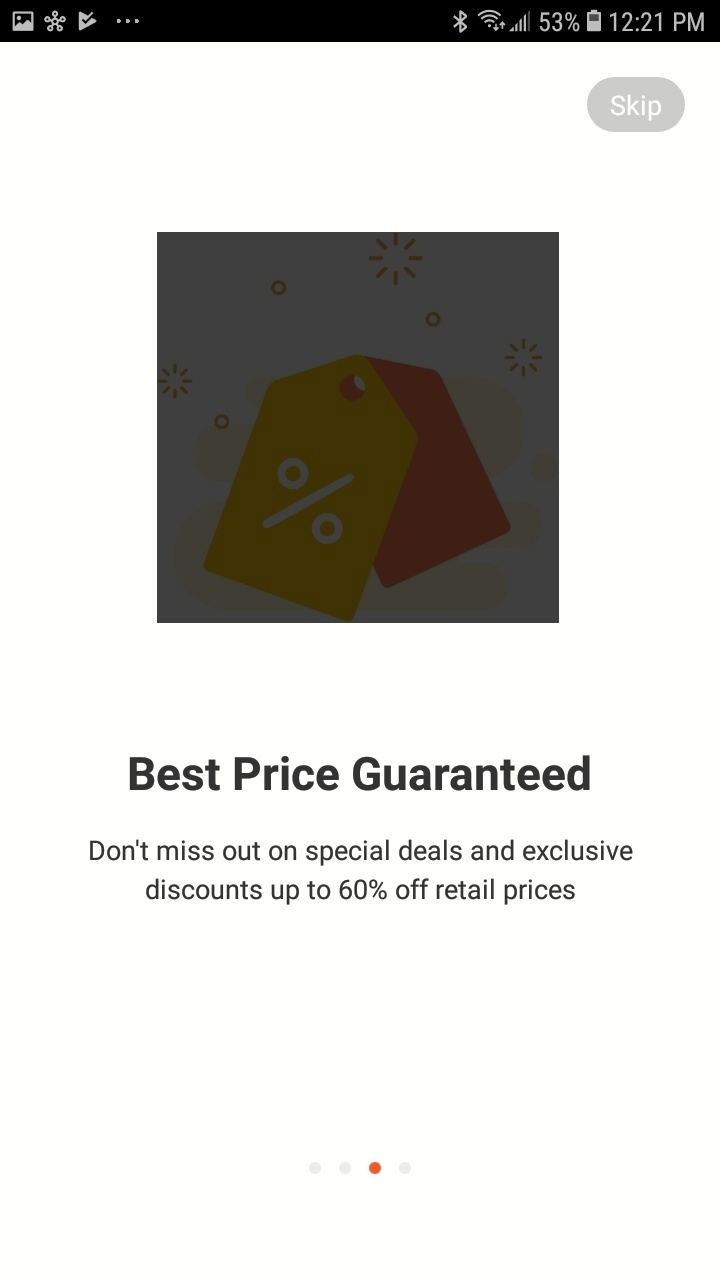 53% 12:21 PM
Skip
%
Best Price Guaranteed
Don't miss out on special deals and exclusive
discounts up to 60% off retail prices